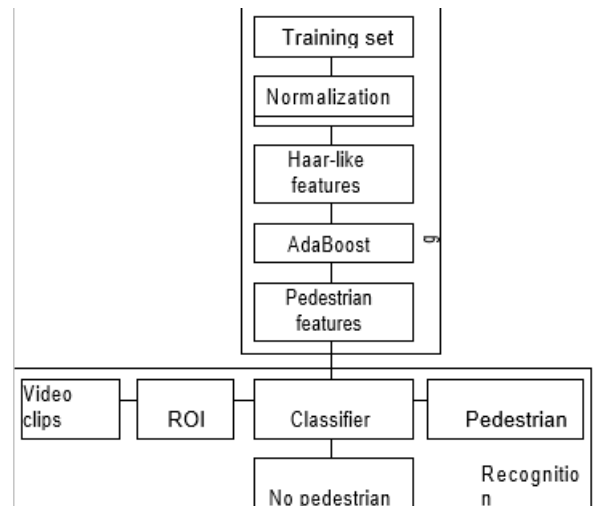 Training set
Normalization
Haar-like
features
AdaBoost
g
Pedestrian
features
Video
clips
ROI
Classifier
Pedestrian
No pedestrian
Recognitio
n